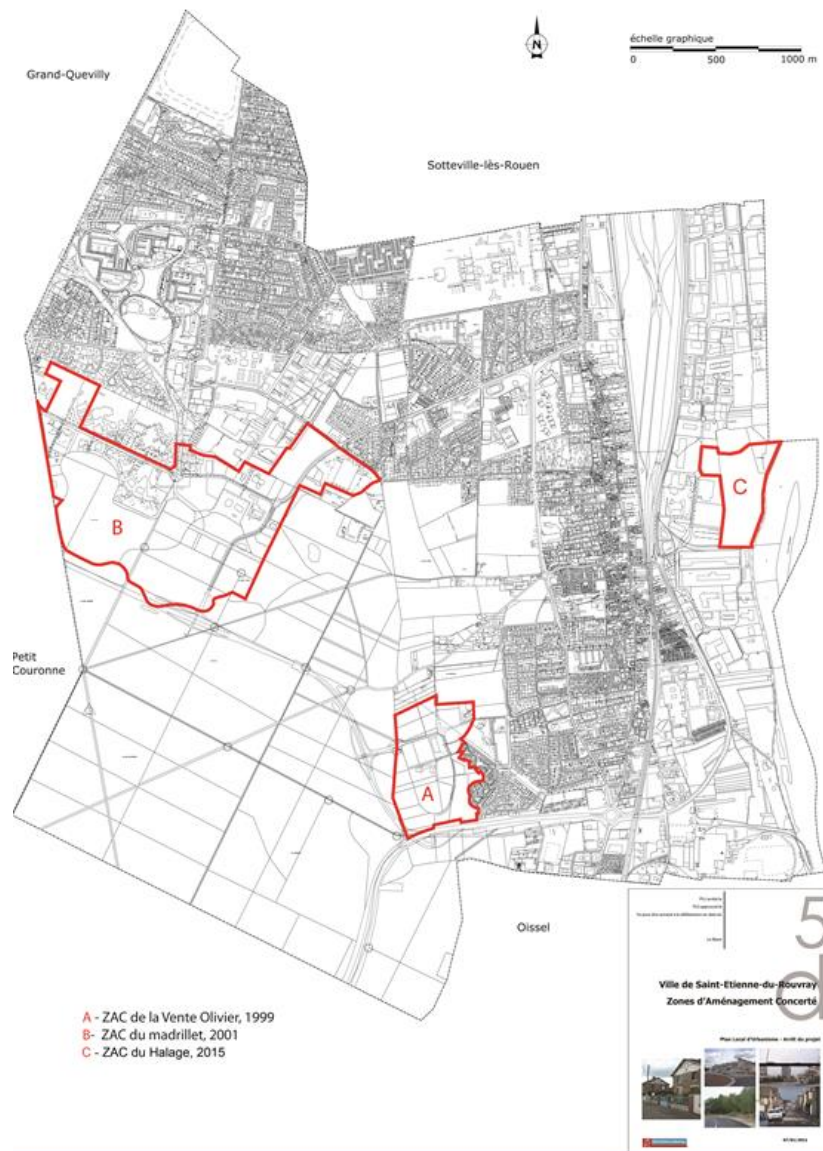 Grand-Quevilly
N
échelle graphique
0 500 1000 m
Sotteville-lès-Rouen
B
C
Petit
Couronne
A
Oissel
5
d
Ville de Saint-Etienne-du-Rouvray
Zones d'Aménagement Concerté
Plan Local d'Urbanisme - Arrêt du projet
A - ZAC de la Vente Olivier, 1999
B- ZAC du madrillet, 2001
C - ZAC du Halage, 2015